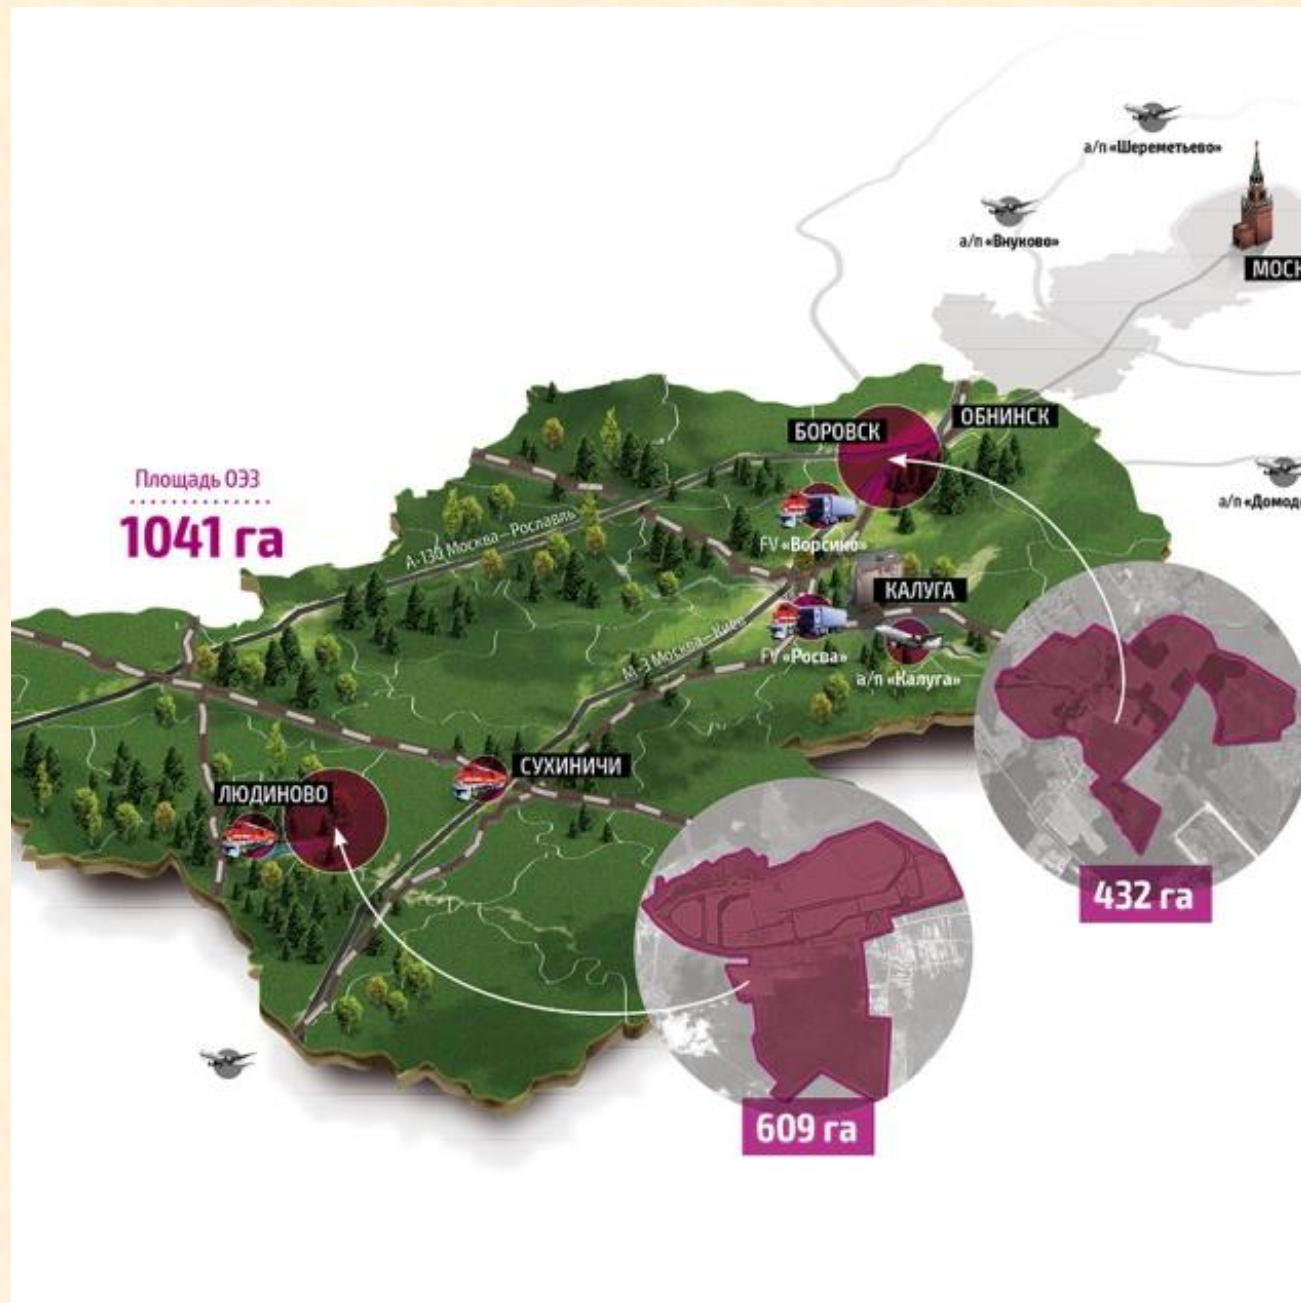 а/п «Шереметьево»
а/п «Внуково»
МОСК
БОРОВСК
ОБНИНСК
Площадь ОЭЗ
1041 га
а/п «Домод
А-130 Москва – Рославль
FV «Ворсино»
КАЛУГА
М-3 Москва – Киев
FV «Росва»
а/п «Калуга»
СУХИНИЧИ
ЛЮДИНОВО
432 га
609 га